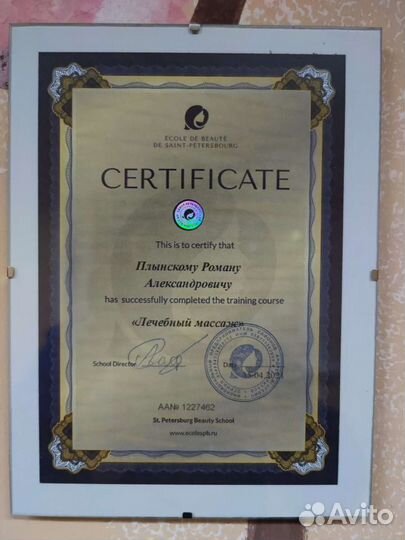 ÉCOLE DE BEAUTÉ
DE SAINT-PÉTERSBOURG
CERTIFICATE
This is to certify that
Плынскому Роману
Александровичу
has successfully completed the training course
«Лечебный массаж»
School Director
Date
AA№ 1227462
St. Petersburg Beauty School
www.ecolespb.ru
Avito